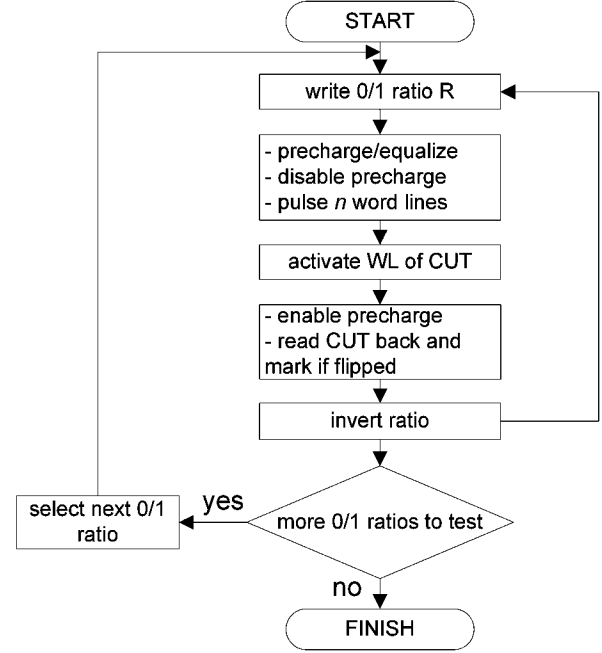 START
write 0/1 ratio R
- precharge/equalize
- disable precharge
- pulse n word lines
activate WL of CUT
- enable precharge
- read CUT back and
mark if flipped
invert ratio
more 0/1 ratios to test
yes
select next 0/1
ratio
no
FINISH